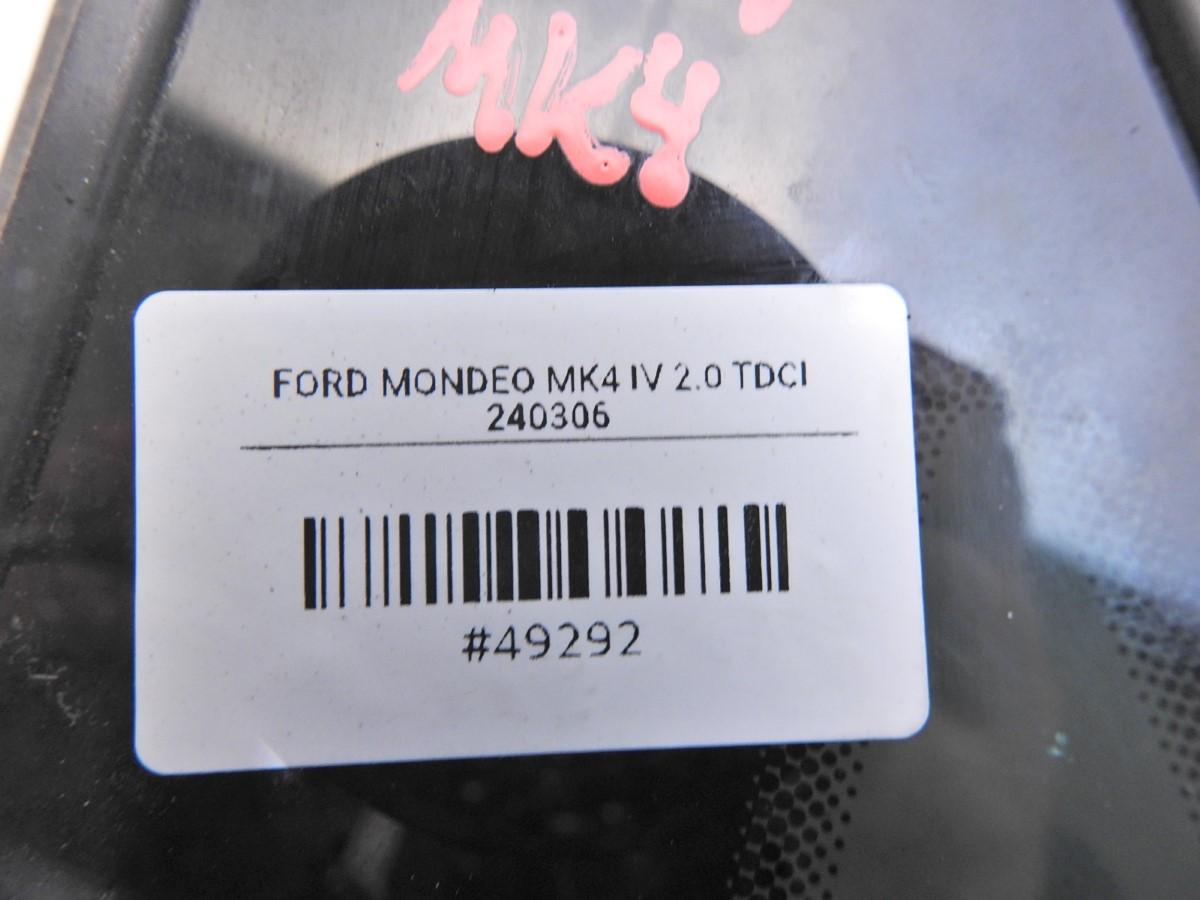 MK4
FORD MONDEO MK4 IV 2.0 TDCI
240306
#49292